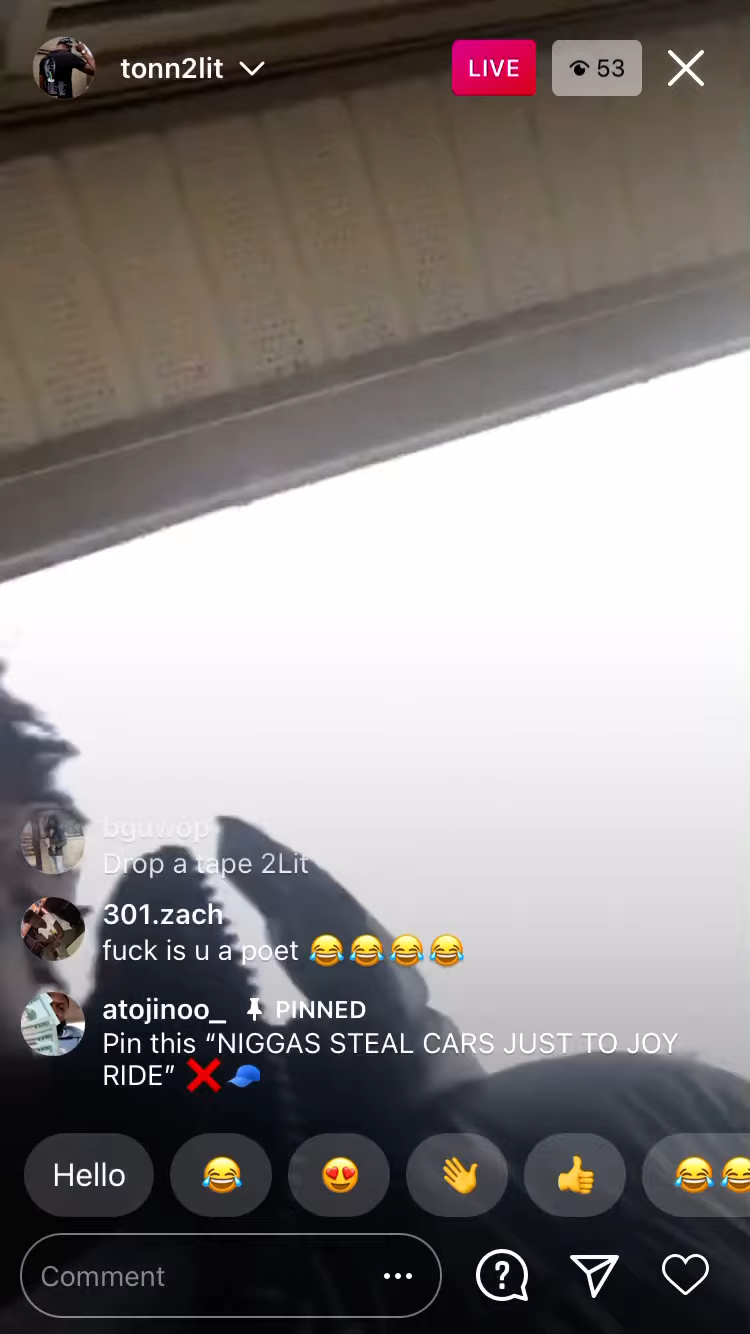 tonn2lit
LIVE
53
bguwop
Drop a tape 2Lit
301.zach
fuck is u a poet 😂😂😂😂
atojinoo_ PINNED
Pin this “NIGGAS STEAL CARS JUST TO JOY
RIDE” ❌🧢
Hello
Comment